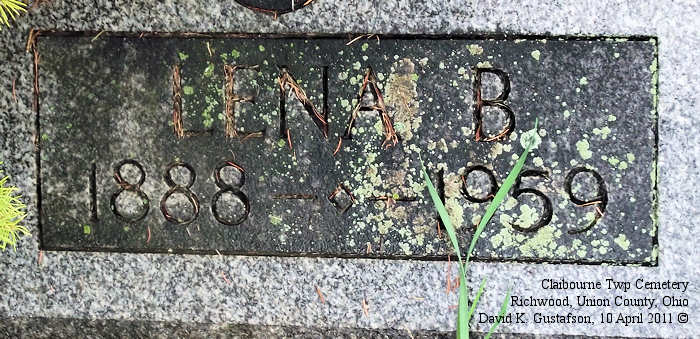 LENA B
1888 — ⋄ — 1959
Claibourne Twp Cemetery
Richwood, Union County, Ohio
David K. Gustafson, 10 April 2011 ©